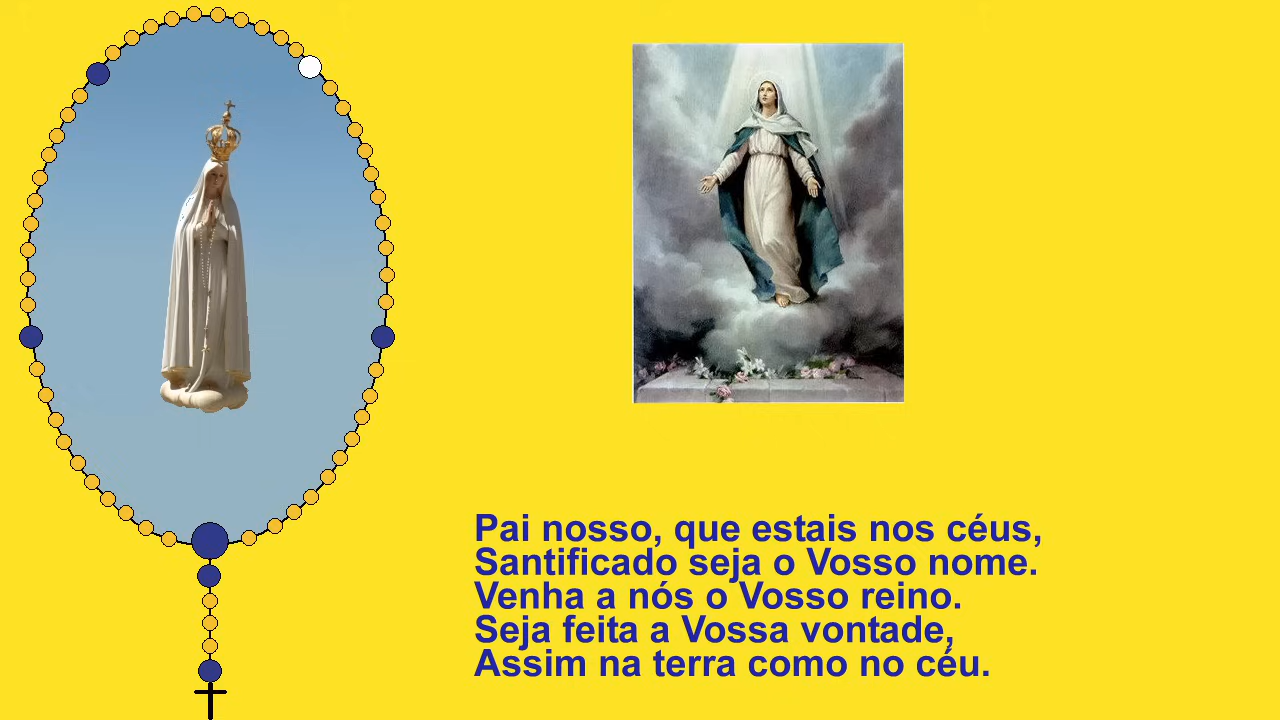 Pai nosso, que estais nos céus,
Santificado seja o Vosso nome.
Venha a nós o Vosso reino.
Seja feita a Vossa vontade,
Assim na terra como no céu.